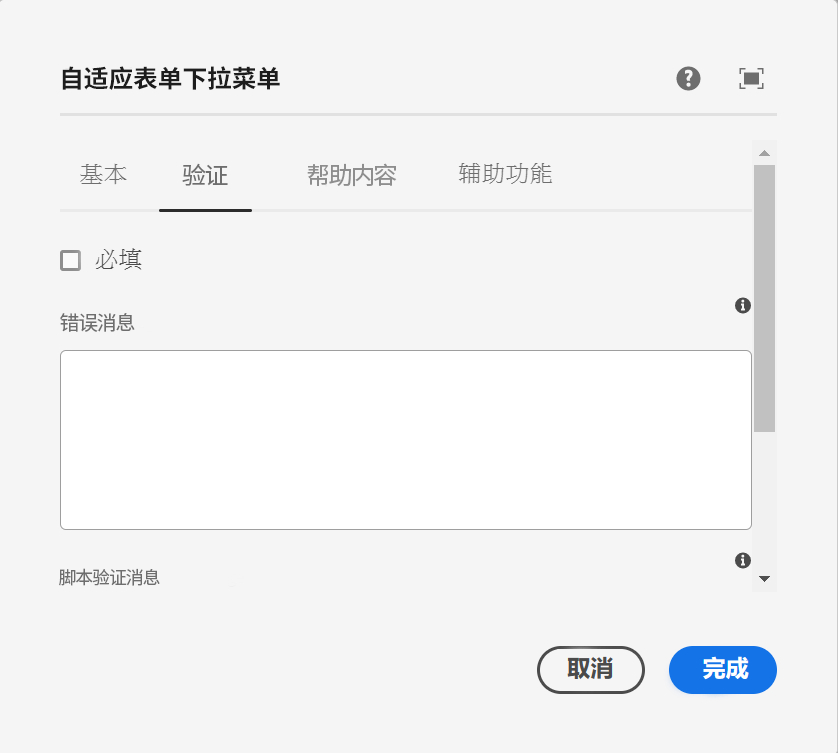 自适应表单下拉菜单
基本 验证 帮助内容 辅助功能
必填
错误消息
脚本验证消息
取消 完成